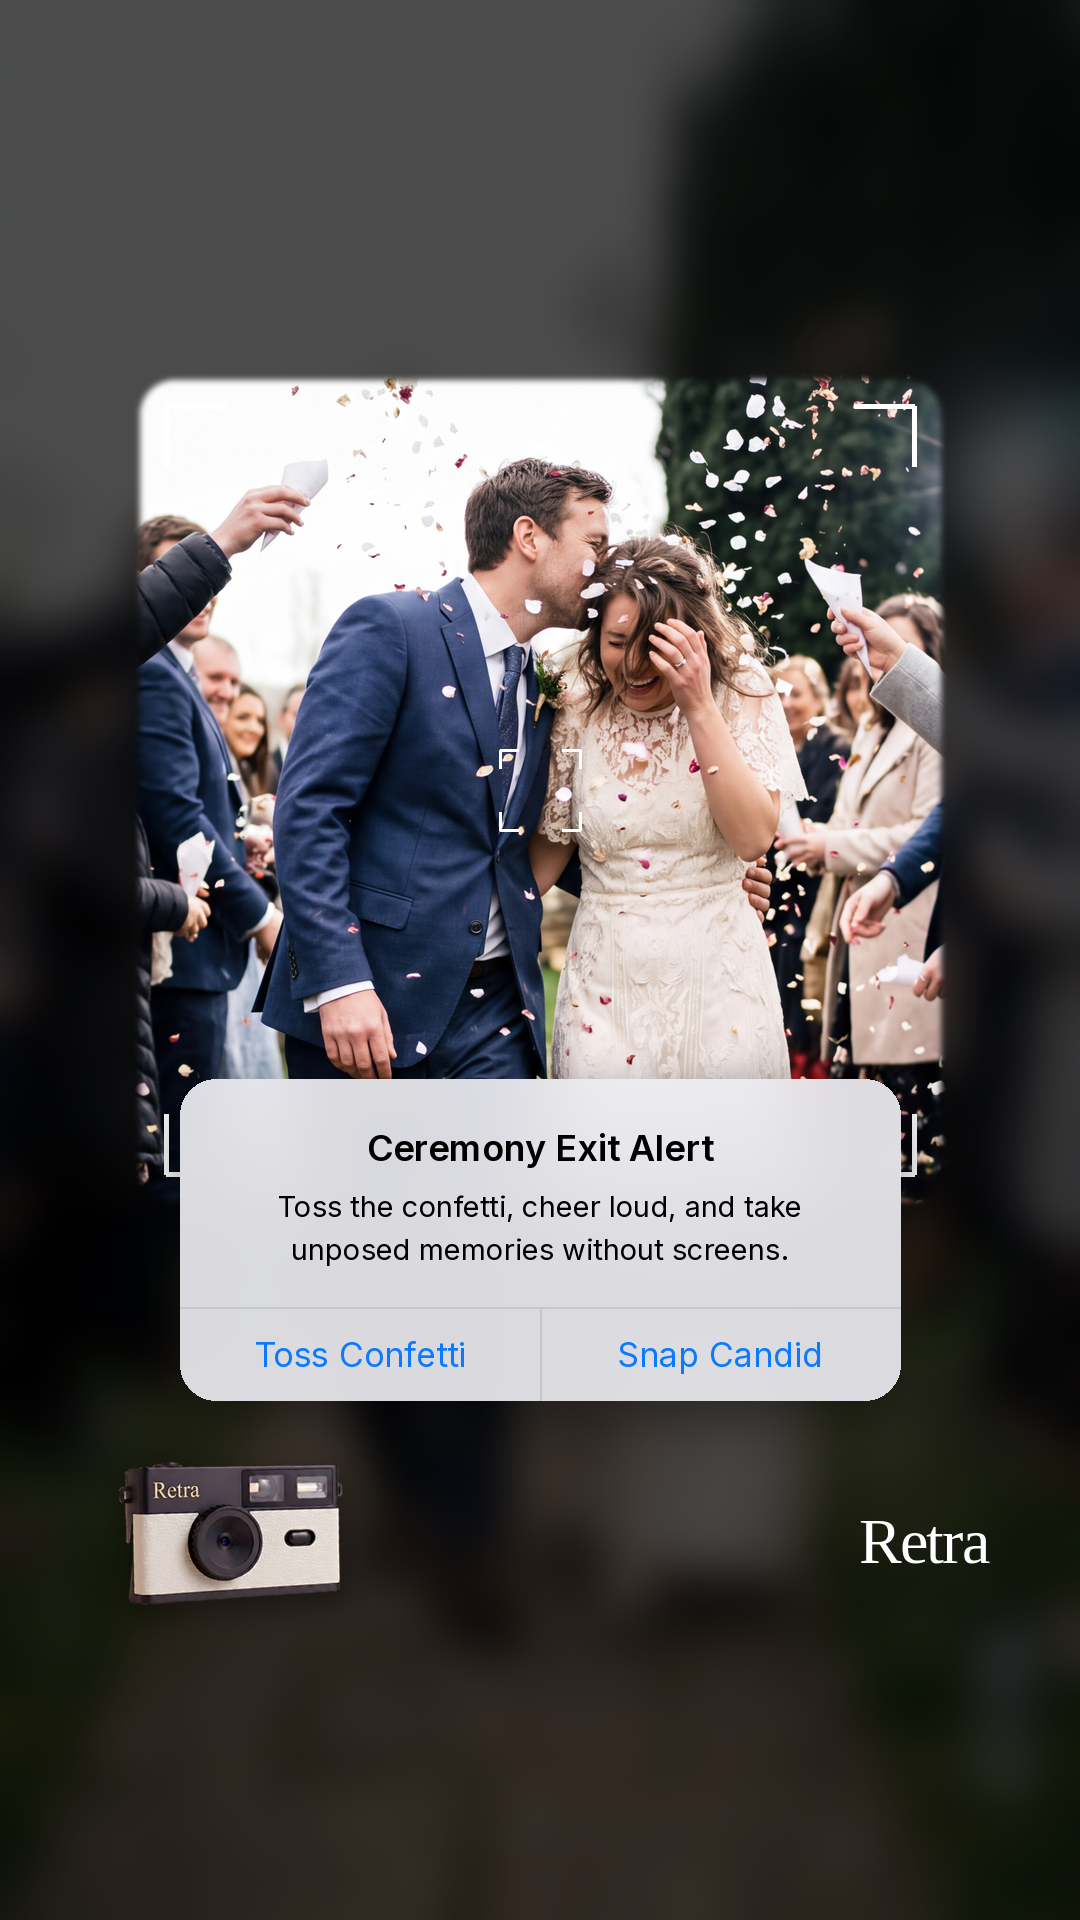 Ceremony Exit Alert
Toss the confetti, cheer loud, and take
unposed memories without screens.
Toss Confetti
Snap Candid
Retra
Retra